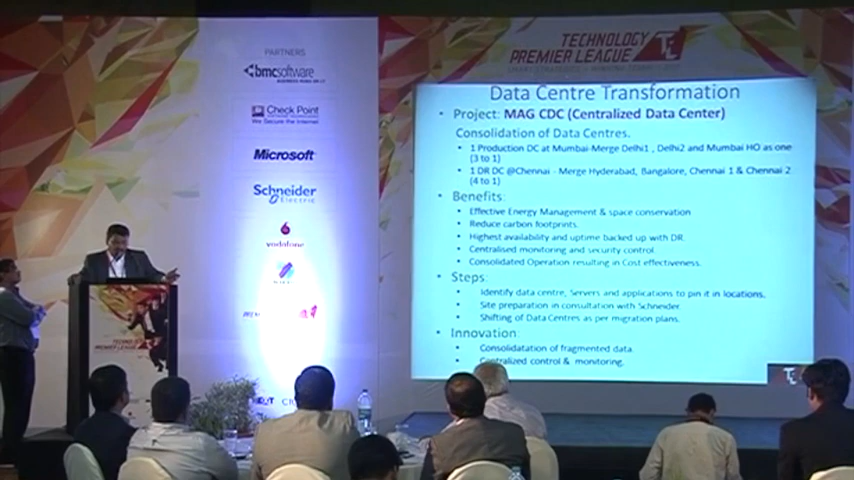 PARTNERS
bmcsoftware
Check Point
We Secure the Internet
Microsoft
Schneider
Electric
vodafone
TECHNOLOGY
PREMIER LEAGUE
Data Centre Transformation
• Project: MAG CDC (Centralized Data Center)
Consolidation of Data Centres.
• 1 Production DC at Mumbai-Merge Delhi1 , Delhi2 and Mumbai HO as one
(3 to 1)
• 1 DR DC @Chennai - Merge Hyderabad, Bangalore, Chennai 1 & Chennai 2
(4 to 1)
• Benefits:
• Effective Energy Management & space conservation
• Reduce carbon footprints.
• Highest availability and uptime backed up with DR.
• Centralised monitoring and security control.
• Consolidated Operation resulting in Cost effectiveness.
• Steps:
• Identify data centre, Servers and applications to pin it in locations.
• Site preparation in consultation with Schneider.
• Shifting of Data Centres as per migration plans.
• Innovation:
• Consolidatation of fragmented data.
• Centralized control & monitoring.
TECHNOLOGY
PREMIER LEAGUE